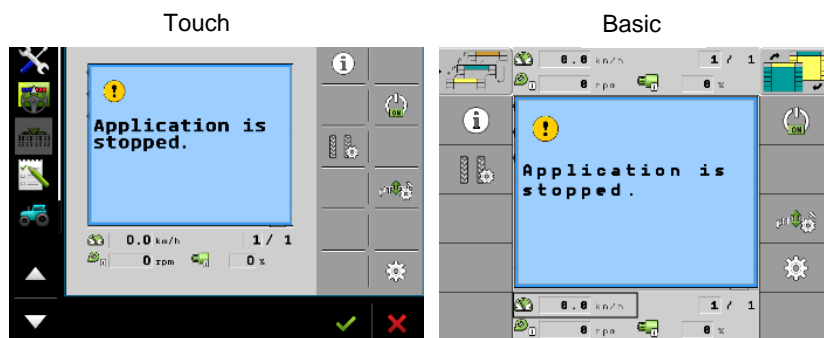 Touch
Basic
ON
Application is
stopped.
0.0 km/h 1 / 1
0 rpm 0 %
0.0 km/h 1 / 1
0 rpm 0 %
ON
Application is
stopped.
0.0 km/h 1 / 1
0 rpm 0 %